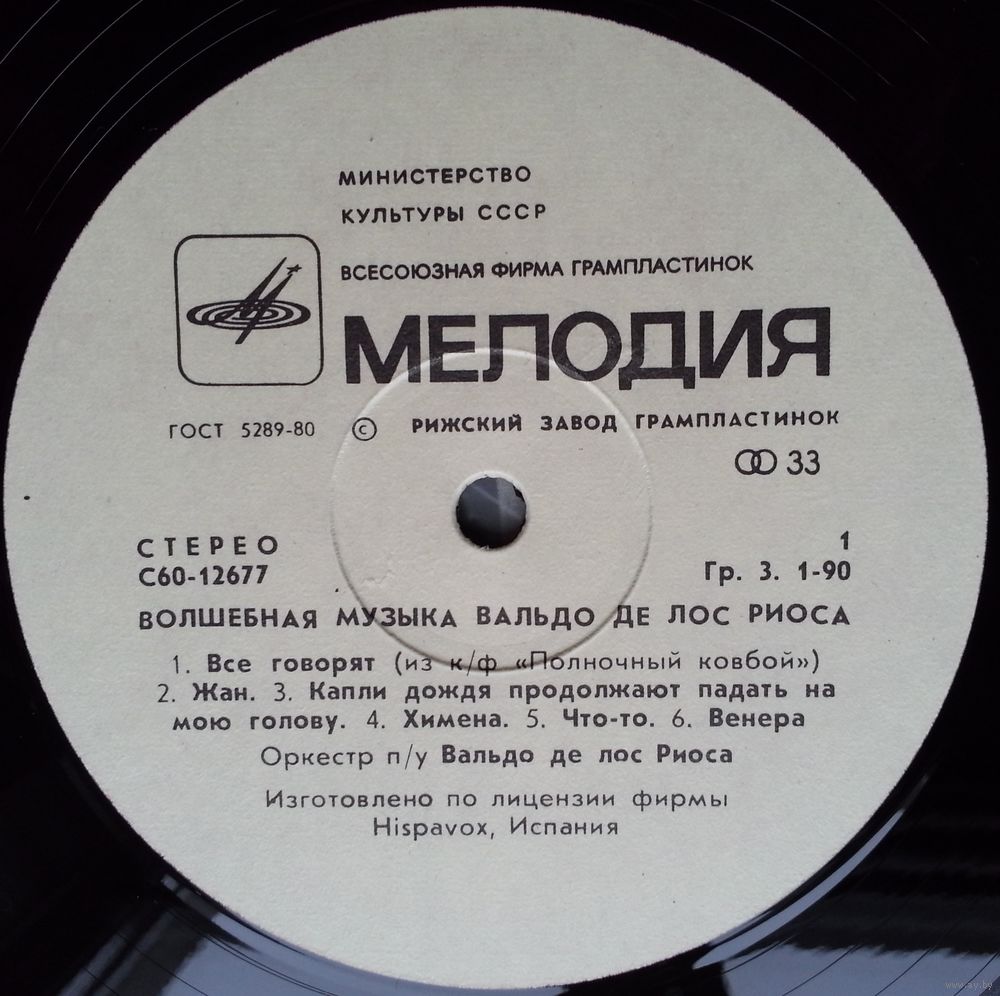 МИНИСТЕРСТВО
КУЛЬТУРЫ СССР
ВСЕСОЮЗНАЯ ФИРМА ГРАМПЛАСТИНОК
МЕЛОДИЯ
ГОСТ 5289-80 © РИЖСКИЙ ЗАВОД ГРАМПЛАСТИНОК
33
СТЕРЕО 1
С60-12677 Гр. 3. 1-90
ВОЛШЕБНАЯ МУЗЫКА ВАЛЬДО ДЕ ЛОС РИОСА
1. Все говорят (из к/ф «Полночный ковбой»)
2. Жан. 3. Капли дождя продолжают падать на
мою голову. 4. Химена. 5. Что-то. 6. Венера
Оркестр п/у Вальдо де лос Риоса
Изготовлено по лицензии фирмы
Hispavox, Испания
www.ay.by